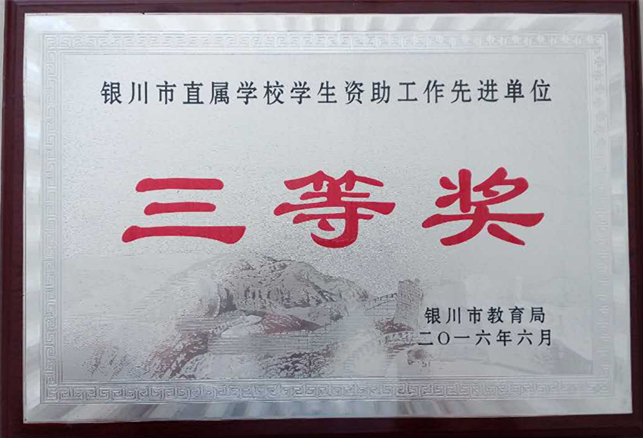 银川市直属学校学生资助工作先进单位
三等奖
银川市教育局
二〇一六年六月